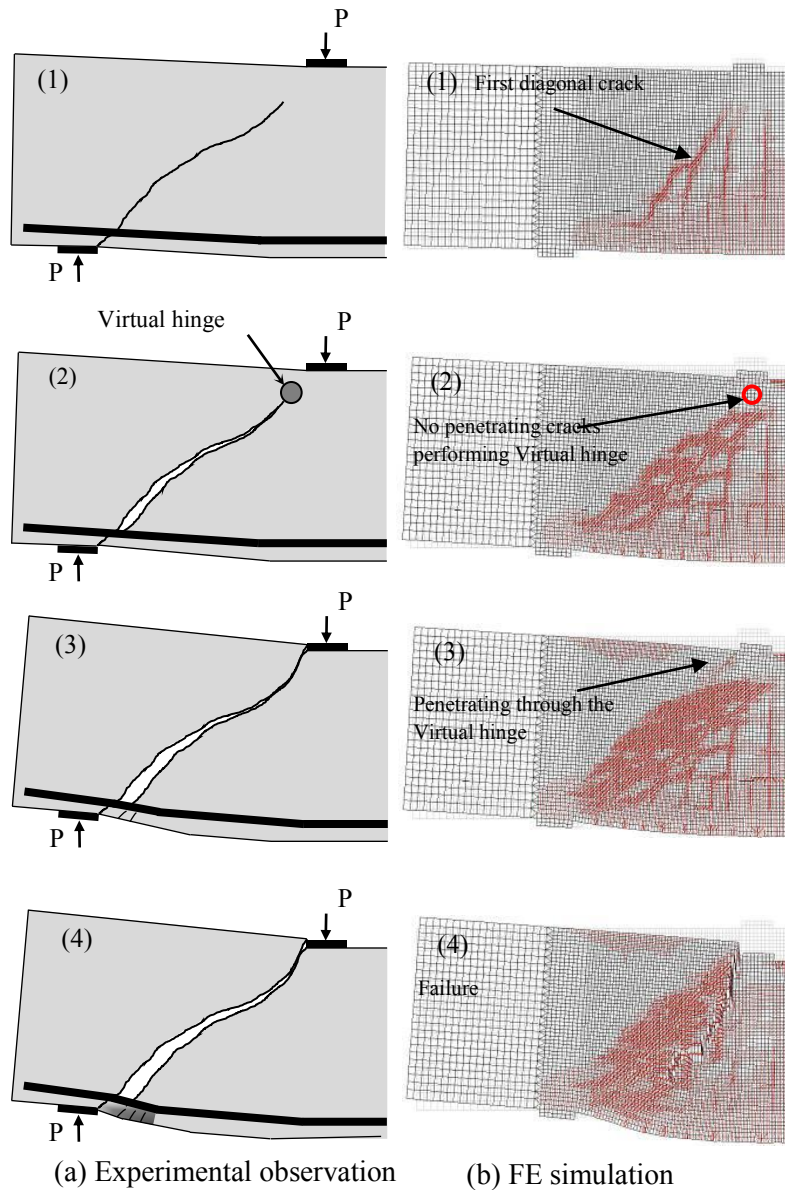 P
(1)
P
(1)
First diagonal crack
Virtual hinge
P
(2)
P
(2)
No penetrating cracks
performing Virtual hinge
P
(3)
P
(3)
Penetrating through the
Virtual hinge
P
(4)
P
(4)
Failure
(a) Experimental observation
(b) FE simulation